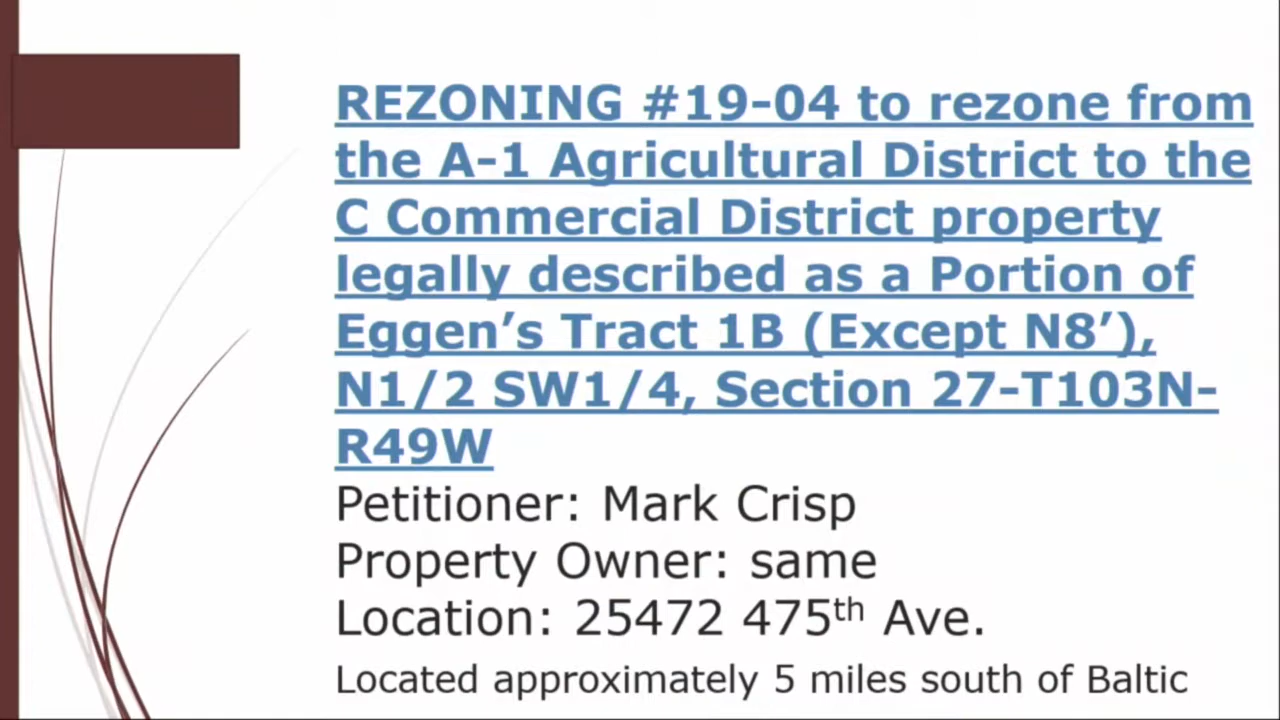 REZONING #19-04 to rezone from
the A-1 Agricultural District to the
C Commercial District property
legally described as a Portion of
Eggen’s Tract 1B (Except N8’),
N1/2 SW1/4, Section 27-T103N-
R49W
Petitioner: Mark Crisp
Property Owner: same
Location: 25472 475th Ave.
Located approximately 5 miles south of Baltic